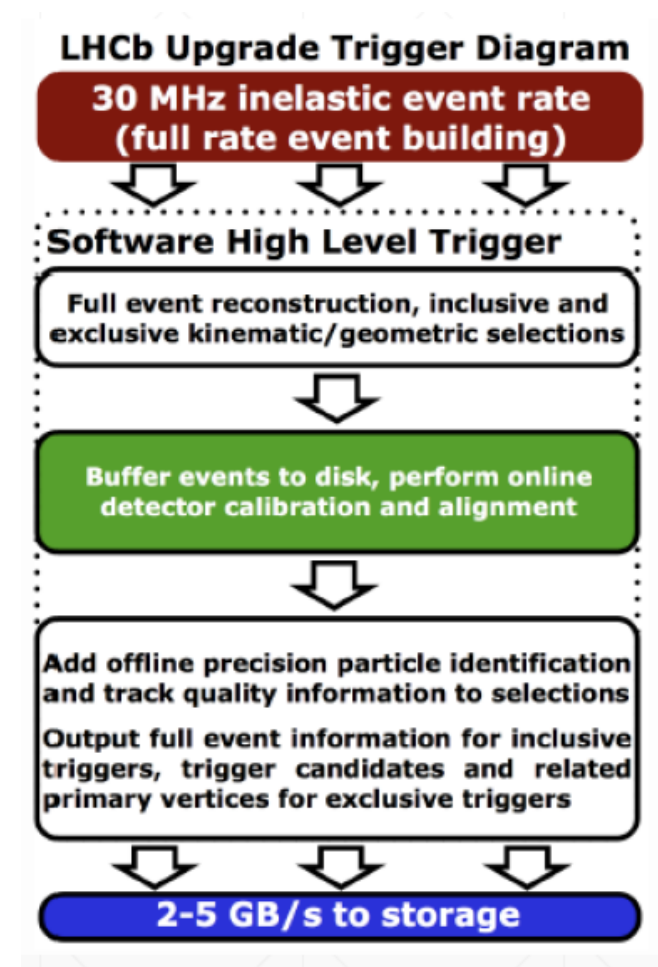 LHCb Upgrade Trigger Diagram
30 MHz inelastic event rate
(full rate event building)
Software High Level Trigger
Full event reconstruction, inclusive and
exclusive kinematic/geometric selections
Buffer events to disk, perform online
detector calibration and alignment
Add offline precision particle identification
and track quality information to selections
Output full event information for inclusive
triggers, trigger candidates and related
primary vertices for exclusive triggers
2-5 GB/s to storage